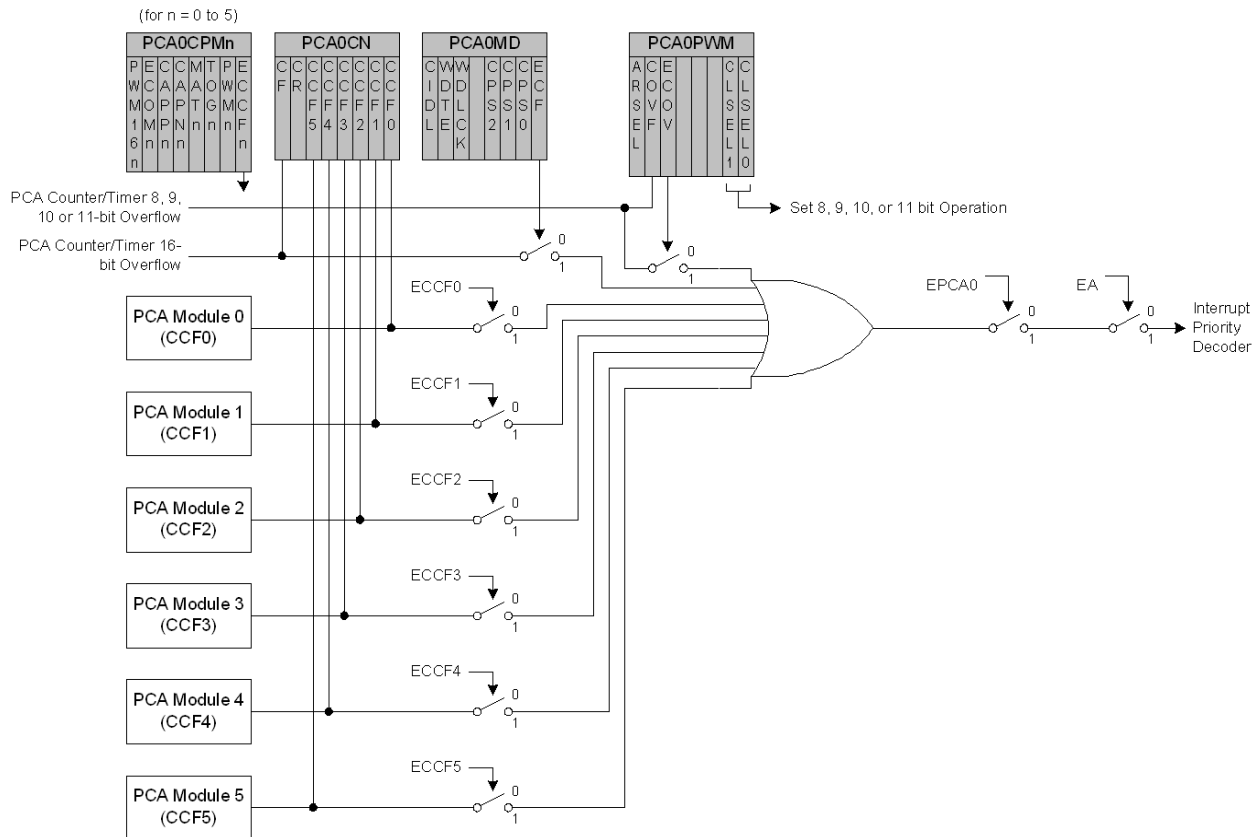 (for n = 0 to 5)
PCA0CPMn
PWM16n
ECOMn
CAPPn
CAPNn
MATn
TOGn
PWMn
ECCFn
PCA0CN
CF
CR
CCF5
CCF4
CCF3
CCF2
CCF1
CCF0
PCA0MD
CIDL
WDTE
WDLCK
CPS2
CPS1
CPS0
ECF
PCA0PWM
ARSEL
COVF
ECOV
CLSEL1
CLSEL0
PCA Counter/Timer 8, 9,
10 or 11-bit Overflow
Set 8, 9, 10, or 11 bit Operation
PCA Counter/Timer 16-
bit Overflow
0
1
0
1
PCA Module 0
(CCF0)
ECCF0
0
1
EPCA0
0
1
EA
0
1
Interrupt
Priority
Decoder
PCA Module 1
(CCF1)
ECCF1
0
1
PCA Module 2
(CCF2)
ECCF2
0
1
PCA Module 3
(CCF3)
ECCF3
0
1
PCA Module 4
(CCF4)
ECCF4
0
1
PCA Module 5
(CCF5)
ECCF5
0
1